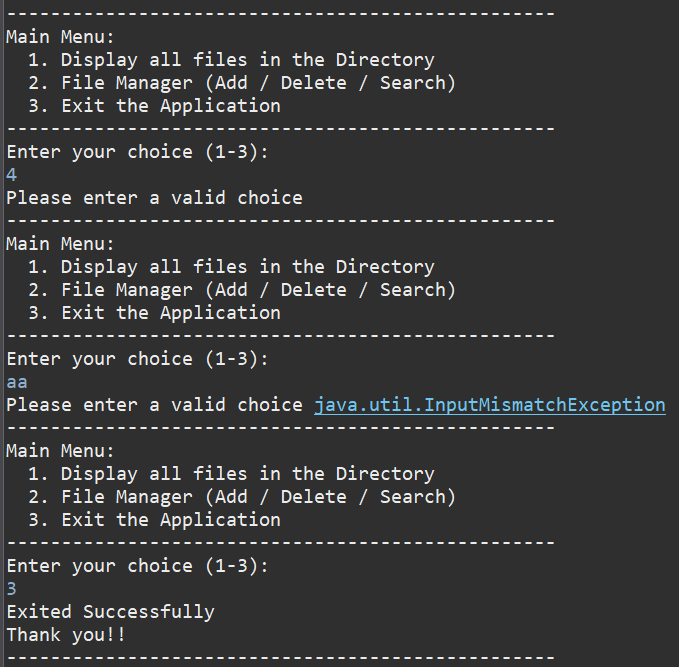 --------------------------------------------------
Main Menu:
  1. Display all files in the Directory
  2. File Manager (Add / Delete / Search)
  3. Exit the Application
--------------------------------------------------
Enter your choice (1-3):
4
Please enter a valid choice
--------------------------------------------------
Main Menu:
  1. Display all files in the Directory
  2. File Manager (Add / Delete / Search)
  3. Exit the Application
--------------------------------------------------
Enter your choice (1-3):
aa
Please enter a valid choice java.util.InputMismatchException
--------------------------------------------------
Main Menu:
  1. Display all files in the Directory
  2. File Manager (Add / Delete / Search)
  3. Exit the Application
--------------------------------------------------
Enter your choice (1-3):
3
Exited Successfully
Thank you!!
--------------------------------------------------